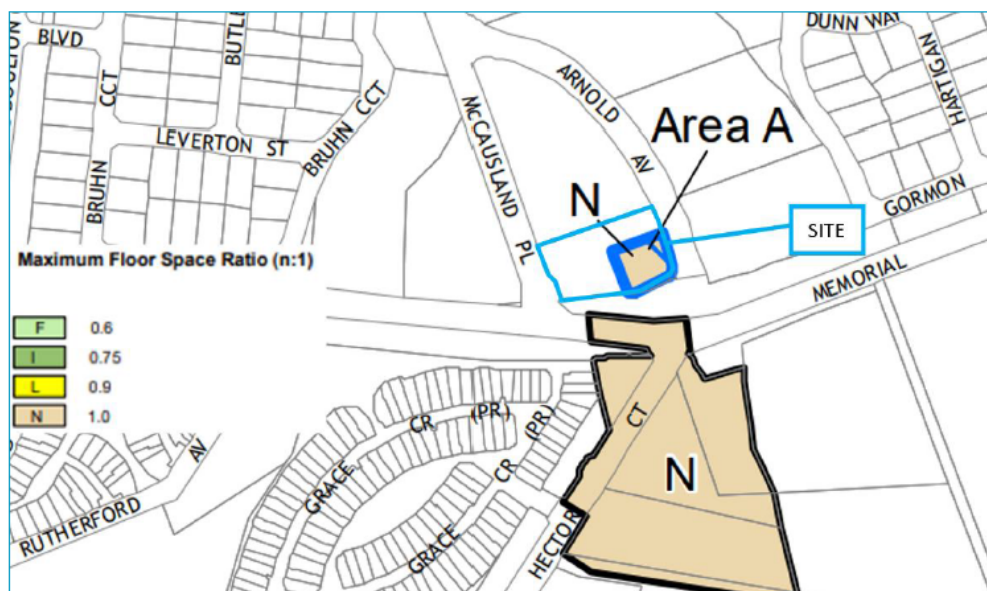 BLVD
BRUHN
CCT
BUTLE
LEVERTON ST
BRUHN CCT
McCAUSLAND
PL
ARNOLD
AV
Area A
N
SITE
DUNN WAY
HARTIGAN
GORMON
MEMORIAL
Maximum Floor Space Ratio (n:1)
F 0.6
I 0.75
L 0.9
N 1.0
GRACE
CR (PR)
(PR)
CR
GRACE
CT
HECTOR
N
AV
RUTHERFORD